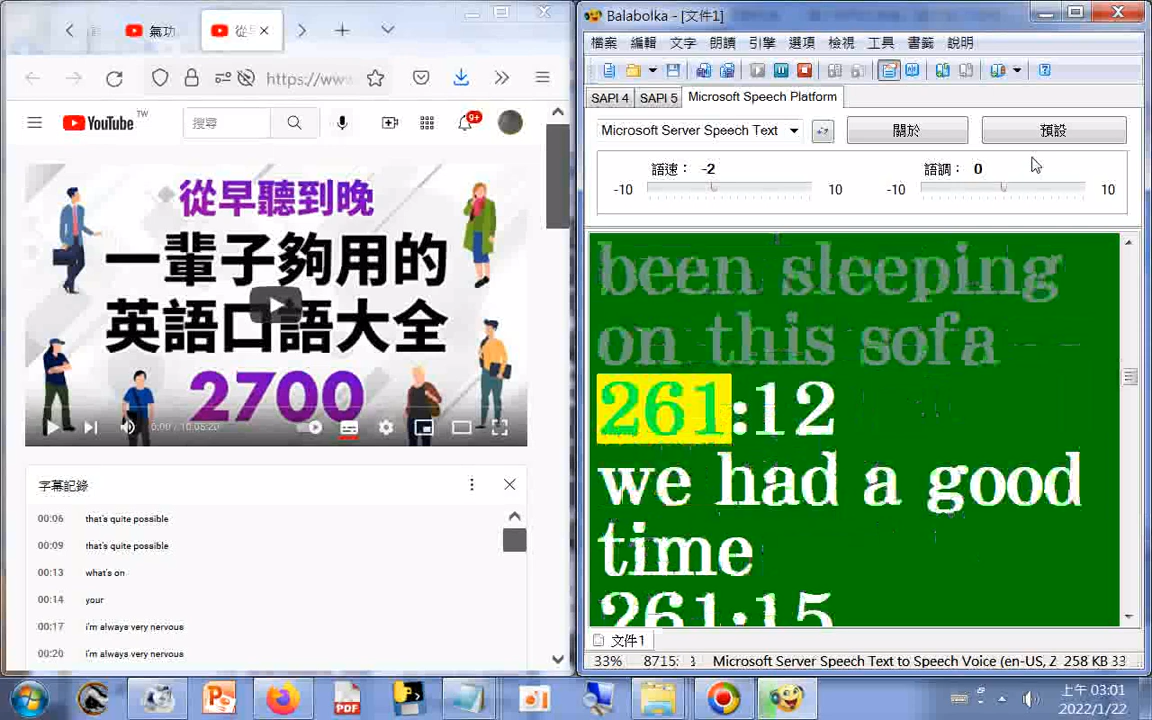 氣功
從早
https://www.
YouTube TW
搜尋
9+
從早聽到晚
一輩子夠用的
英語口語大全
2700
0:00 / 10:05:20
字幕記錄
00:06 that's quite possible
00:09 that's quite possible
00:13 what's on
00:14 your
00:17 i'm always very nervous
00:20 i'm always very nervous
Balabolka - [文件1]
檔案 編輯 文字 朗讀 引擎 選項 檢視 工具 書籤 說明
SAPI 4 SAPI 5 Microsoft Speech Platform
Microsoft Server Speech Text 關於 預設
語速: -2 語調: 0
-10 10 -10 10
been sleeping
on this sofa
261:12
we had a good
time
261:15
文件1
33% 8715: Microsoft Server Speech Text to Speech Voice (en-US, Z 258 KB 33
PDF
上午 03:01
2022/1/22